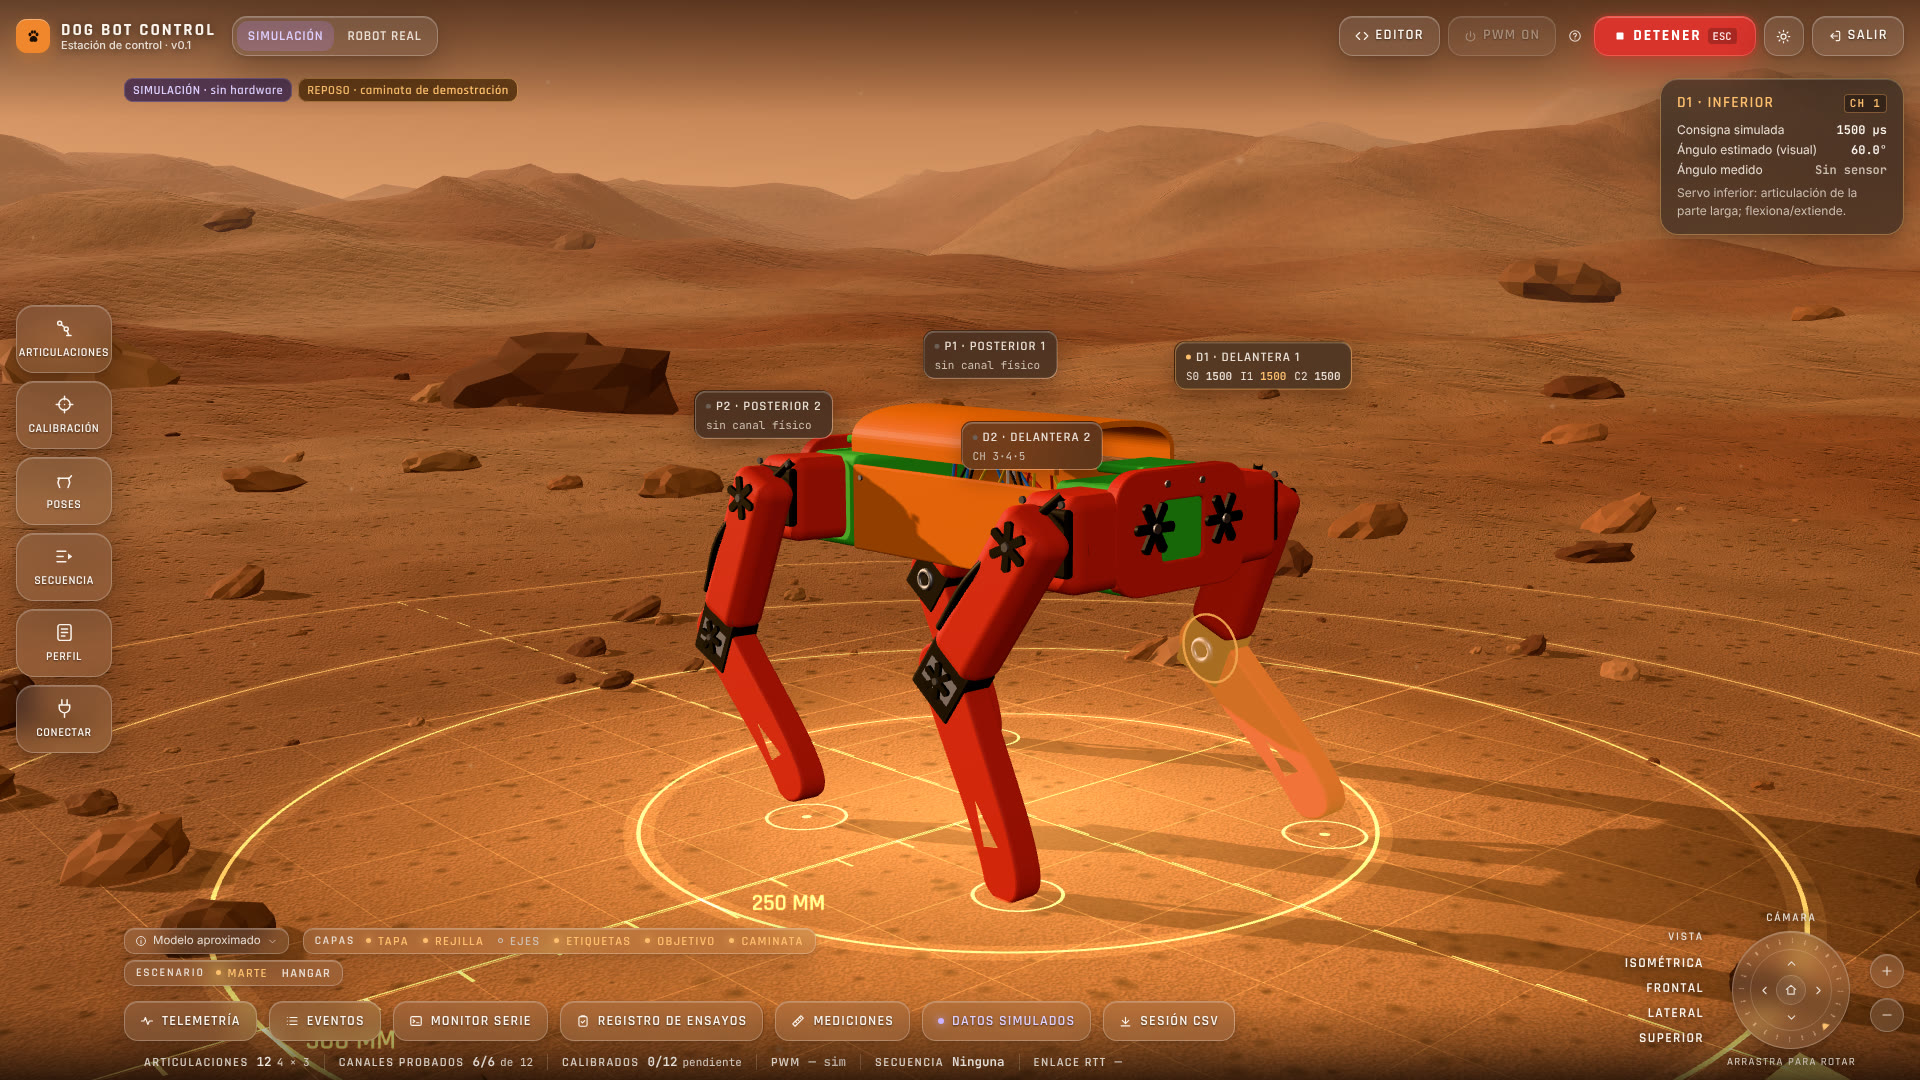 DOG BOT CONTROL
Estación de control · v0.1
SIMULACIÓN
ROBOT REAL
EDITOR
PWM ON
DETENER ESC
SALIR
SIMULACIÓN · sin hardware
REPOSO · caminata de demostración
D1 · INFERIOR
CH 1
Consigna simulada 1500 µs
Ángulo estimado (visual) 60.0°
Ángulo medido Sin sensor
Servo inferior: articulación de la
parte larga; flexiona/extiende.
ARTICULACIONES
CALIBRACIÓN
POSES
SECUENCIA
PERFIL
CONECTAR
P1 · POSTERIOR 1
sin canal físico
D1 · DELANTERA 1
S0 1500 I1 1500 C2 1500
P2 · POSTERIOR 2
sin canal físico
D2 · DELANTERA 2
CH 3·4·5
250 MM
Modelo aproximado
CAPAS TAPA REJILLA EJES ETIQUETAS OBJETIVO CAMINATA
ESCENARIO MARTE HANGAR
CÁMARA
VISTA
ISOMÉTRICA
FRONTAL
LATERAL
SUPERIOR
ARRASTRA PARA ROTAR
TELEMETRÍA
EVENTOS
MONITOR SERIE
REGISTRO DE ENSAYOS
MEDICIONES
DATOS SIMULADOS
SESIÓN CSV
500 MM
ARTICULACIONES 12 4 × 3
CANALES PROBADOS 6/6 de 12
CALIBRADOS 0/12 pendiente
PWM — sim
SECUENCIA Ninguna
ENLACE RTT —